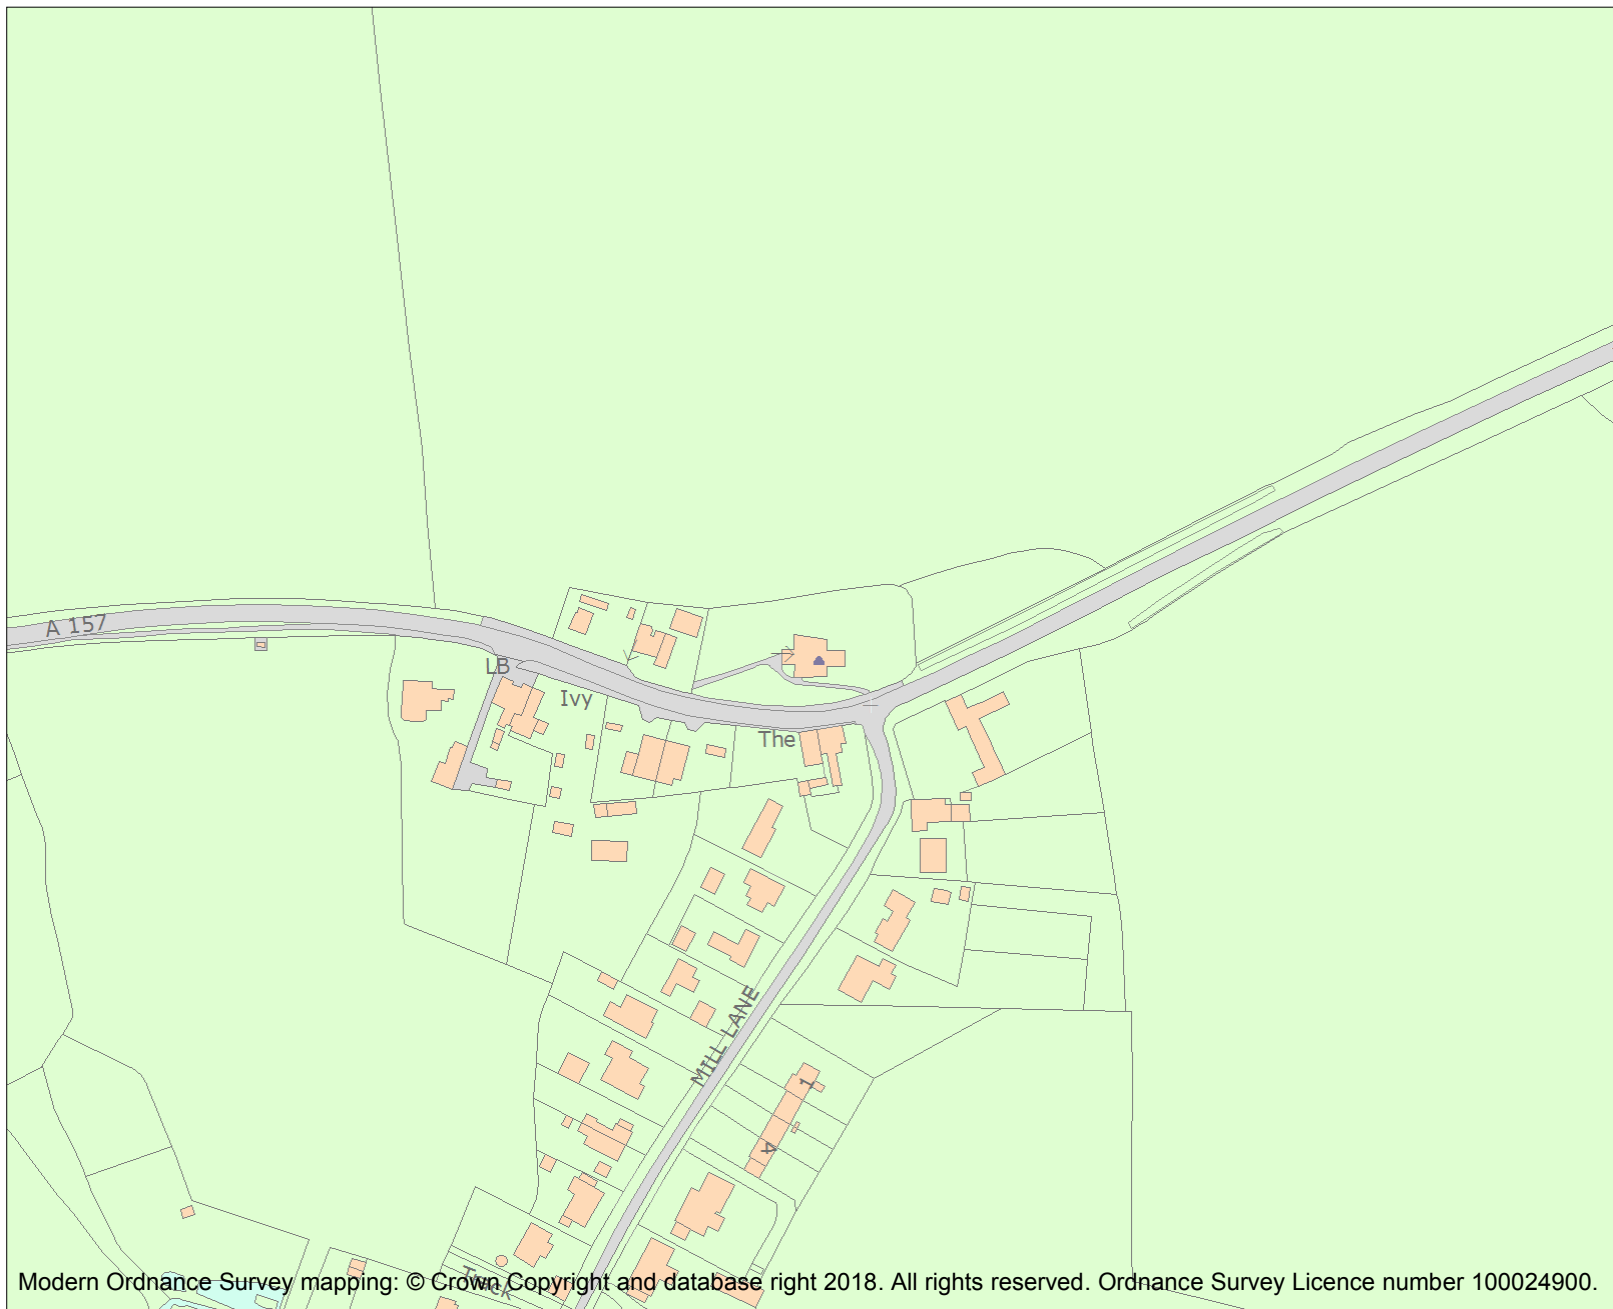 A 157
LB
Ivy
The
MILL LANE
1
4
Track
Modern Ordnance Survey mapping: © Crown Copyright and database right 2018. All rights reserved. Ordnance Survey Licence number 100024900.